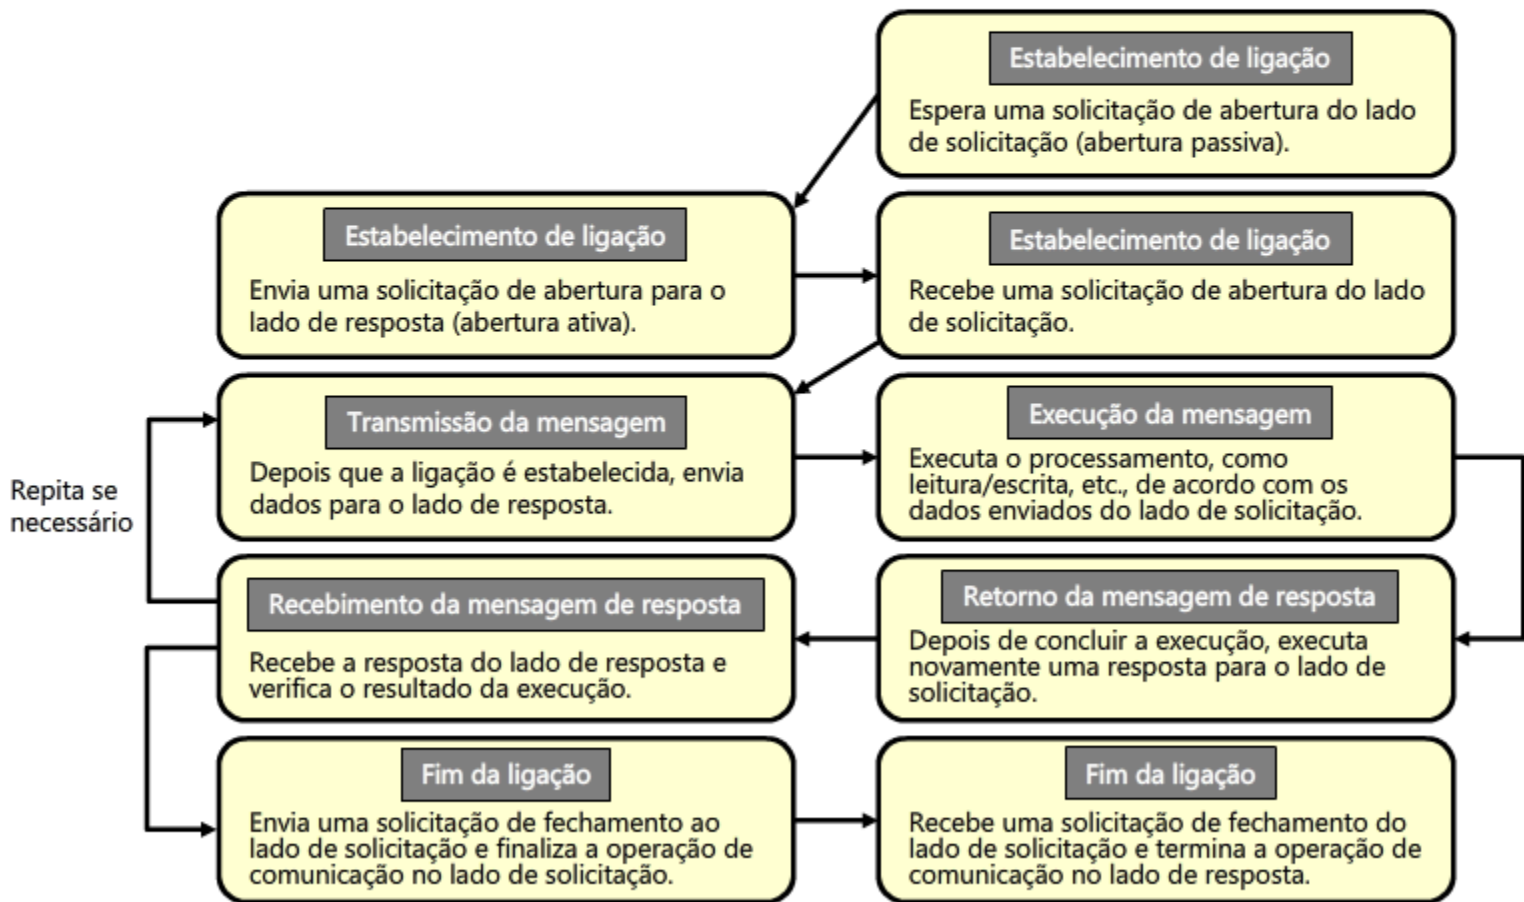 Estabelecimento de ligação
Espera uma solicitação de abertura do lado
de solicitação (abertura passiva).
Estabelecimento de ligação
Envia uma solicitação de abertura para o
lado de resposta (abertura ativa).
Estabelecimento de ligação
Recebe uma solicitação de abertura do lado
de solicitação.
Transmissão da mensagem
Depois que a ligação é estabelecida, envia
dados para o lado de resposta.
Execução da mensagem
Executa o processamento, como
leitura/escrita, etc., de acordo com os
dados enviados do lado de solicitação.
Repita se
necessário
Recebimento da mensagem de resposta
Recebe a resposta do lado de resposta e
verifica o resultado da execução.
Retorno da mensagem de resposta
Depois de concluir a execução, executa
novamente uma resposta para o lado de
solicitação.
Fim da ligação
Envia uma solicitação de fechamento ao
lado de solicitação e finaliza a operação de
comunicação no lado de solicitação.
Fim da ligação
Recebe uma solicitação de fechamento do
lado de solicitação e termina a operação de
comunicação no lado de resposta.